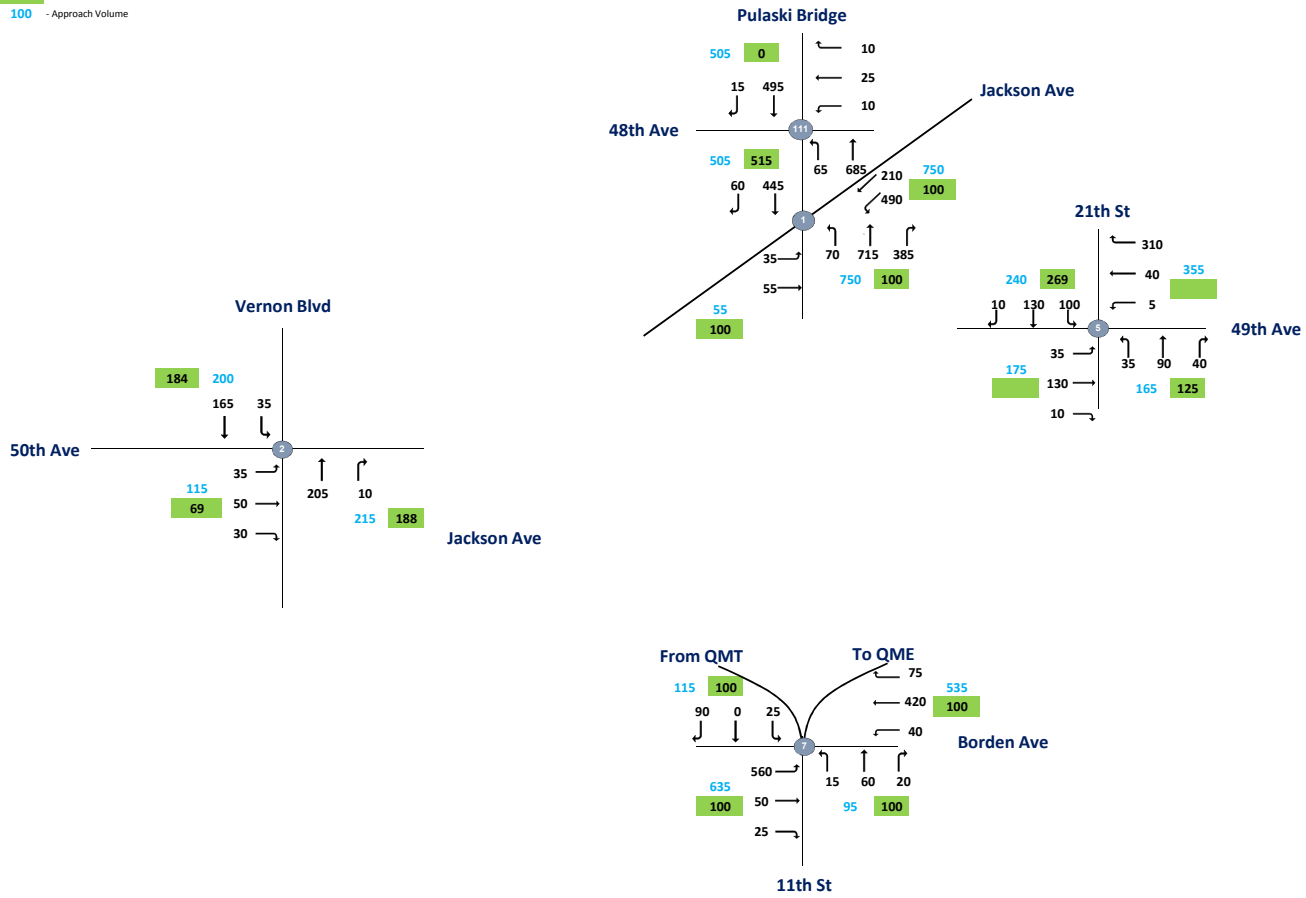 100 - Approach Volume
Pulaski Bridge
505 0
10
25
10
15 495
48th Ave
111
Jackson Ave
505 515
65 685
60 445
210
490
750
100
1
70 715 385
35
55
750 100
55
100
21th St
310
40
5
355
240 269
10 130 100
5
49th Ave
35
130
10
175
35 90 40
165 125
Vernon Blvd
184 200
165 35
50th Ave
2
35
50
30
115
69
205 10
215 188
Jackson Ave
From QMT
To QME
115 100
75
420
40
535
100
90 0 25
7
Borden Ave
560
50
25
635
100
15 60 20
95 100
11th St